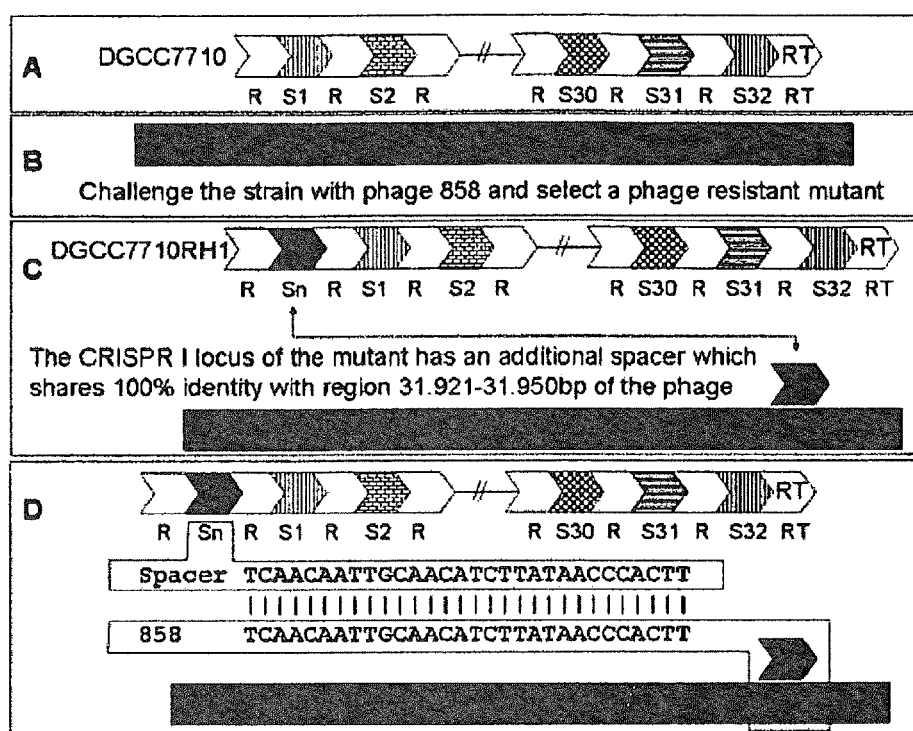 A
DGCC7710
RT
R S1 R S2 R R S30 R S31 R S32 RT
B
Challenge the strain with phage 858 and select a phage resistant mutant
C
DGCC7710RH1
RT
R Sn R S1 R S2 R R S30 R S31 R S32 RT
The CRISPR I locus of the mutant has an additional spacer which
shares 100% identity with region 31.921-31.950bp of the phage
D
RT
R Sn R S1 R S2 R R S30 R S31 R S32 RT
Spacer TCAACAATTGCAACATCTTATAACCCACTT
858 TCAACAATTGCAACATCTTATAACCCACTT